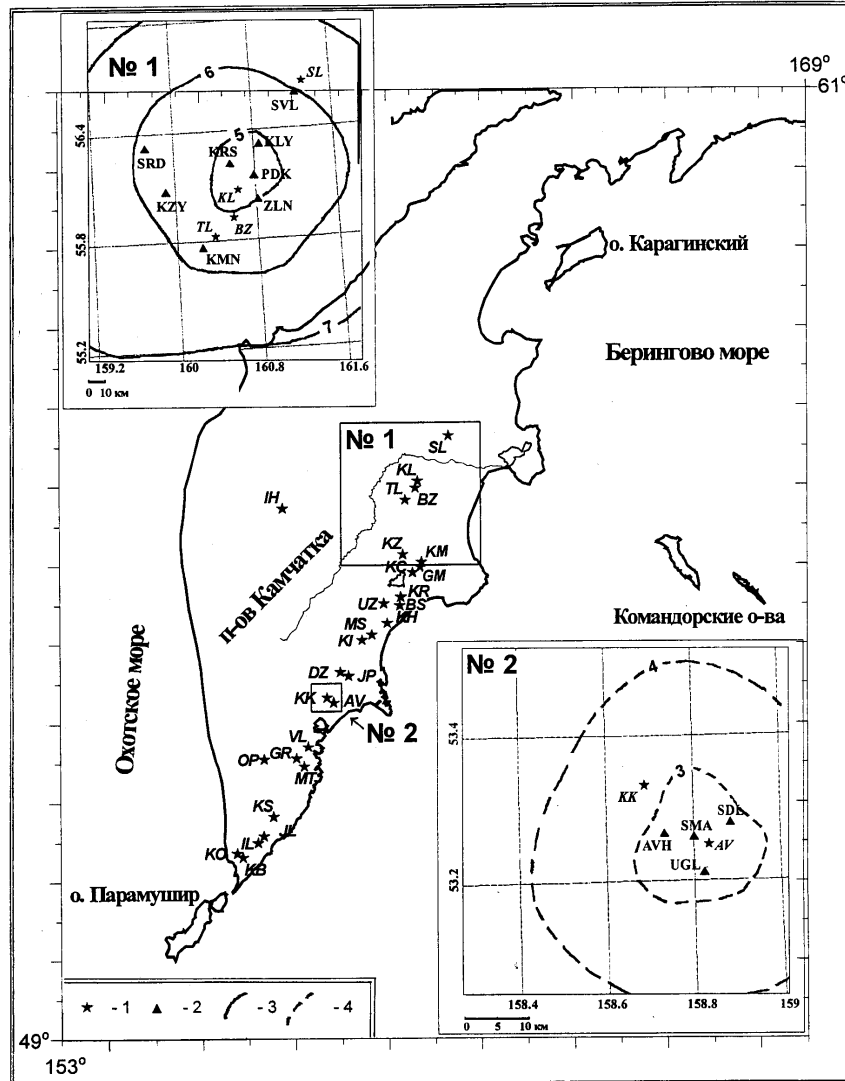 № 1
6
SL
SVL
56.4
5
KRS
KLY
SRD
PDK
KZY
KL
ZLN
TL
BZ
55.8
KMN
7
55.2
159.2
160
160.8
161.6
0 10 км
169°
61°
о. Карагинский
Берингово море
№ 1
SL
KL
TL
BZ
IH
KZ
KM
GM
KR
UZ
BS
KH
MS
KI
п-ов Камчатка
Охотское море
Командорские о-ва
DZ
JP
KK
AV
№ 2
VL
GR
OP
MT
KS
IL
KO
KB
о. Парамушир
№ 2
4
53.4
3
KK
SMA
AVH
AV
UGL
53.2
158.4
158.6
158.8
159
0 5 10 км
- 1
- 2
- 3
- 4
49°
153°